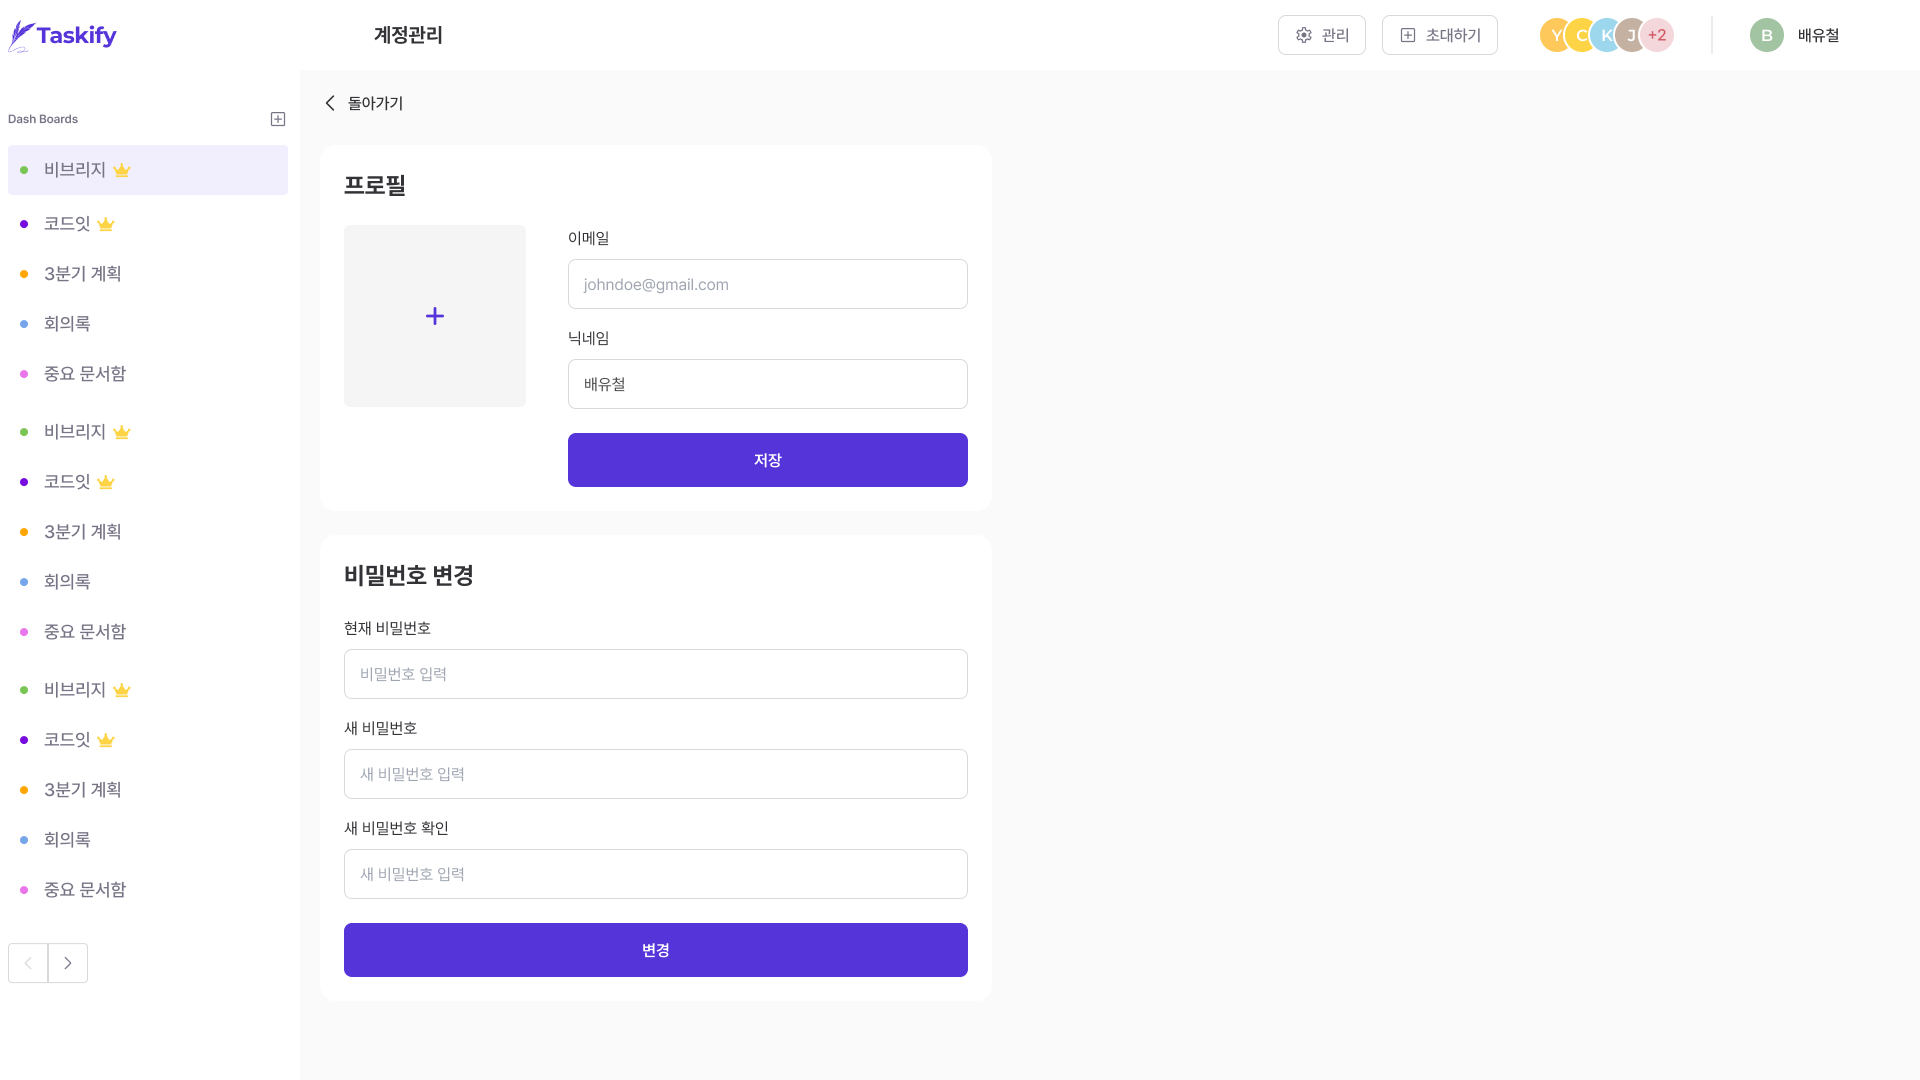 Taskify
계정관리
관리
초대하기
Y
C
K
J
+2
B
배유철
Dash Boards
비브리지
코드잇
3분기 계획
회의록
중요 문서함
비브리지
코드잇
3분기 계획
회의록
중요 문서함
비브리지
코드잇
3분기 계획
회의록
중요 문서함
돌아가기
프로필
이메일
johndoe@gmail.com
닉네임
배유철
저장
비밀번호 변경
현재 비밀번호
비밀번호 입력
새 비밀번호
새 비밀번호 입력
새 비밀번호 확인
새 비밀번호 입력
변경